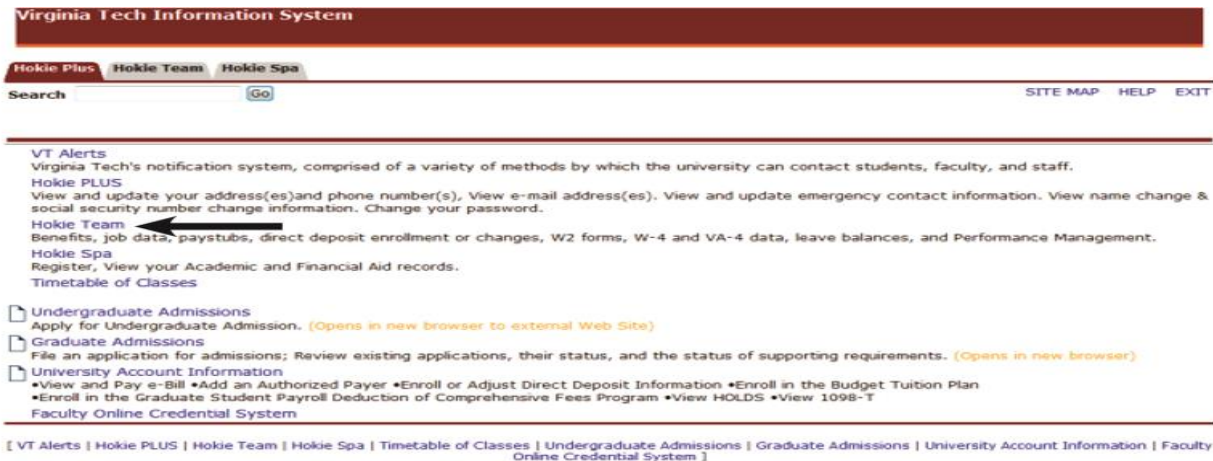 Virginia Tech Information System
Hokie Plus Hokie Team Hokie Spa
Search Go SITE MAP HELP EXIT
VT Alerts
Virginia Tech's notification system, comprised of a variety of methods by which the university can contact students, faculty, and staff.
Hokie PLUS
View and update your address(es)and phone number(s), View e-mail address(es). View and update emergency contact information. View name change &
social security number change information. Change your password.
Hokie Team
Benefits, job data, paystubs, direct deposit enrollment or changes, W2 forms, W-4 and VA-4 data, leave balances, and Performance Management.
Hokie Spa
Register, View your Academic and Financial Aid records.
Timetable of Classes
Undergraduate Admissions
Apply for Undergraduate Admission. (Opens in new browser to external Web Site)
Graduate Admissions
File an application for admissions; Review existing applications, their status, and the status of supporting requirements. (Opens in new browser)
University Account Information
•View and Pay e-Bill •Add an Authorized Payer •Enroll or Adjust Direct Deposit Information •Enroll in the Budget Tuition Plan
•Enroll in the Graduate Student Payroll Deduction of Comprehensive Fees Program •View HOLDS •View 1098-T
Faculty Online Credential System
[ VT Alerts | Hokie PLUS | Hokie Team | Hokie Spa | Timetable of Classes | Undergraduate Admissions | Graduate Admissions | University Account Information | Faculty
Online Credential System ]